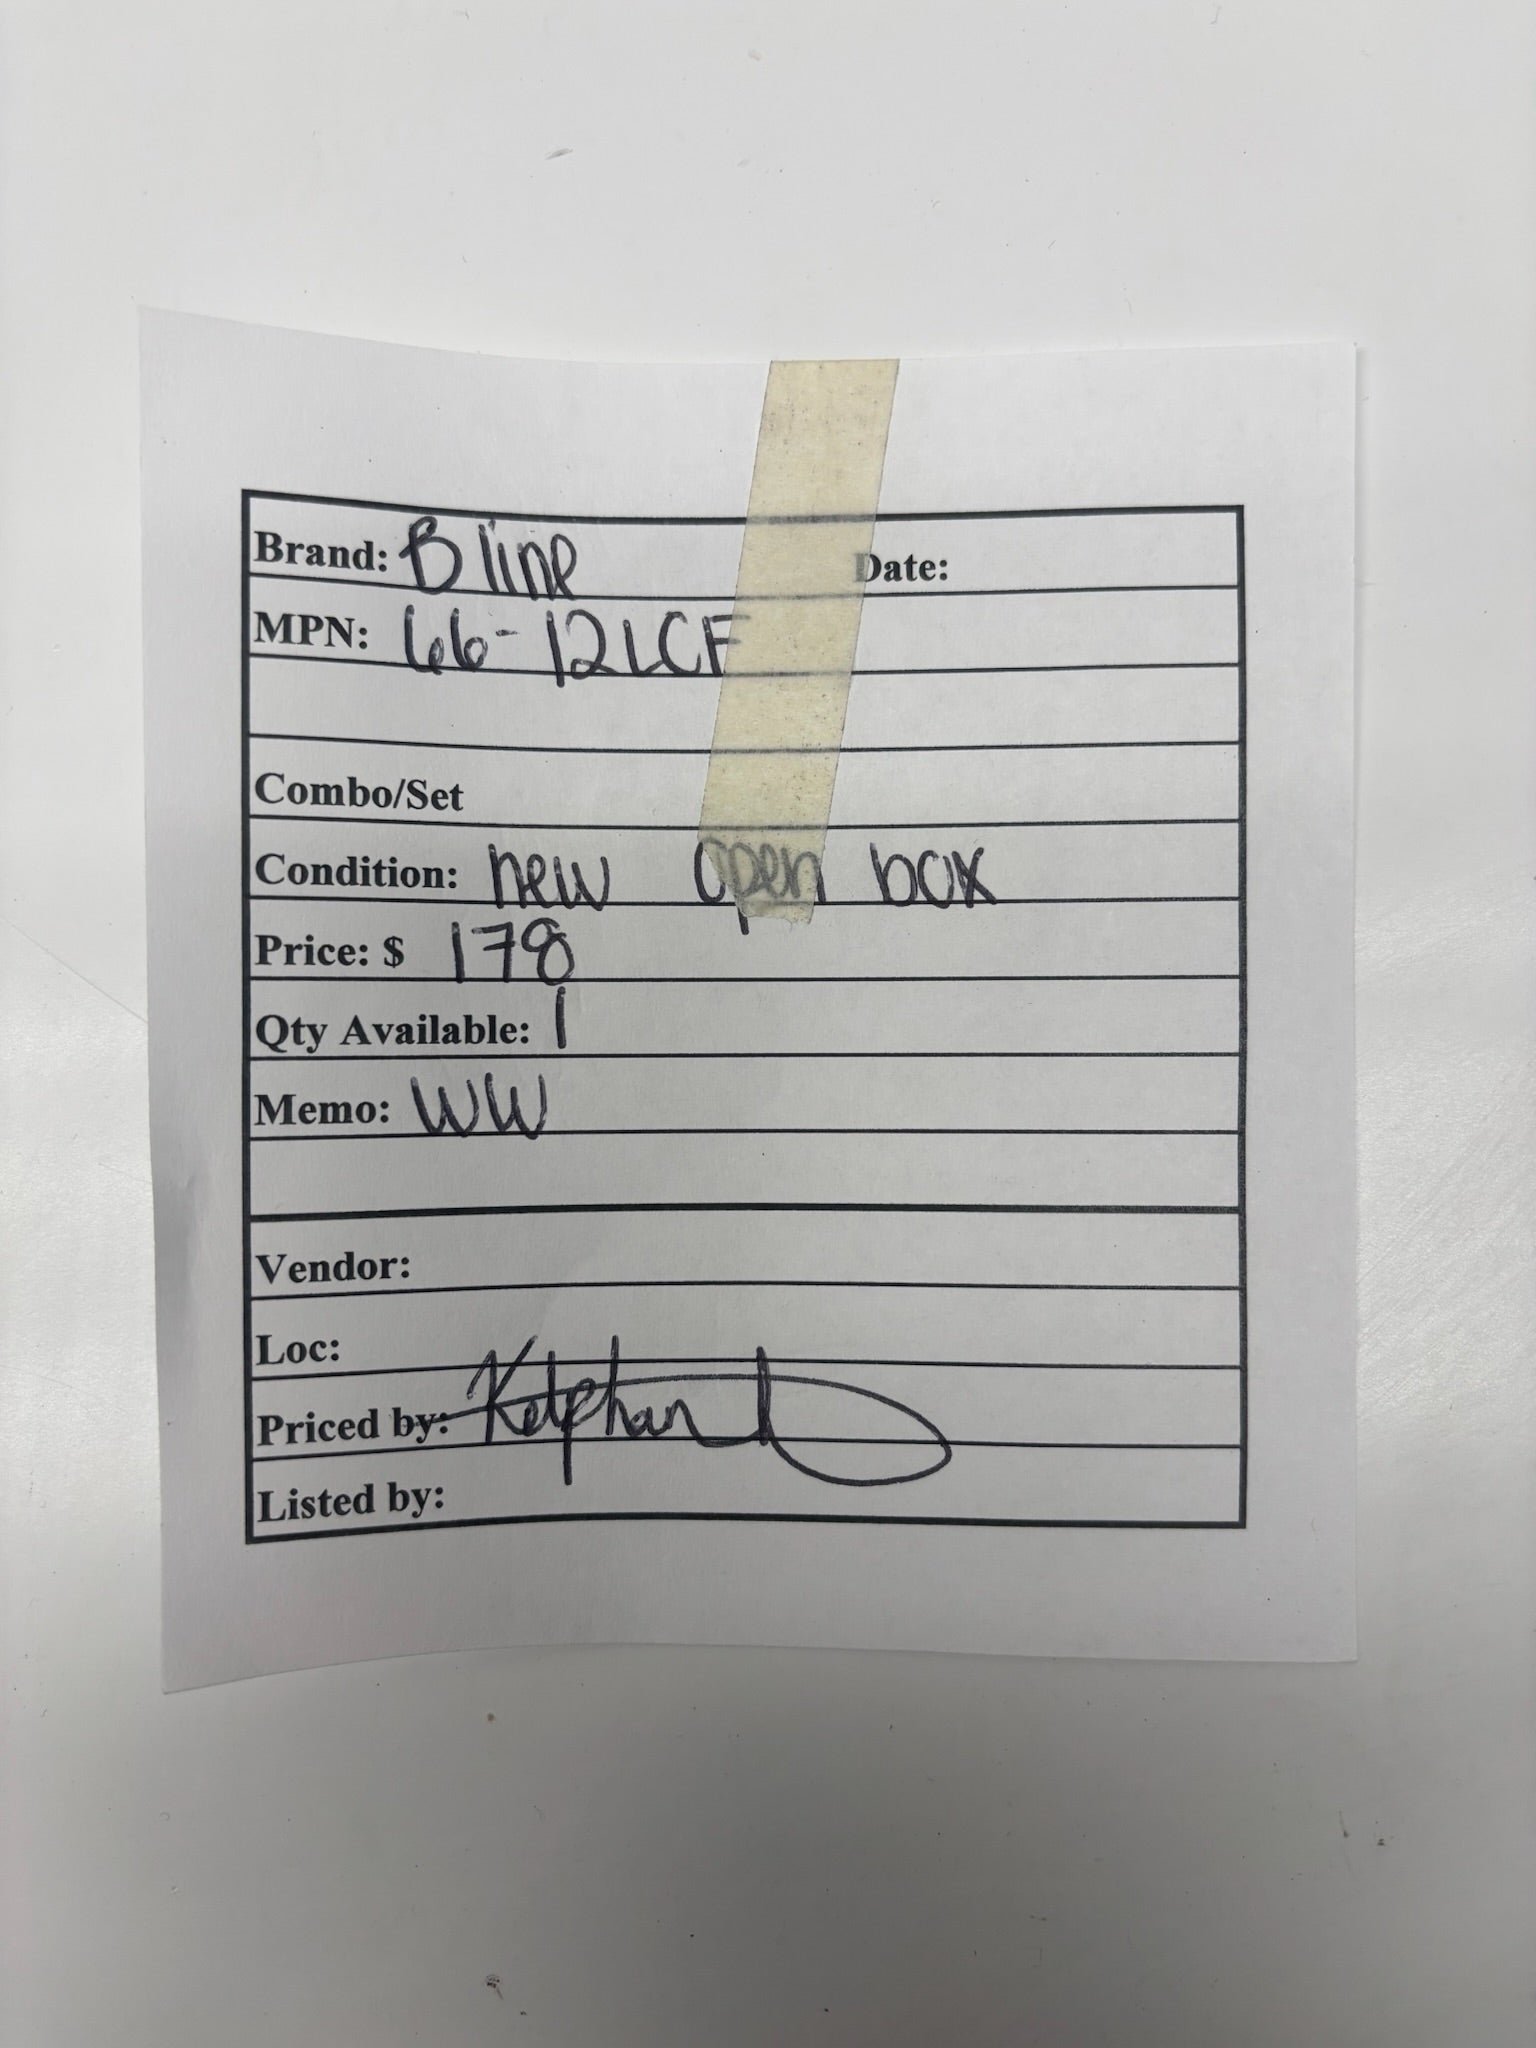 Brand: B line Date:
MPN: 66-12LCF
Combo/Set
Condition: new open box
Price: $ 178
Qty Available: 1
Memo: WW
Vendor:
Loc:
Priced by:
Listed by: